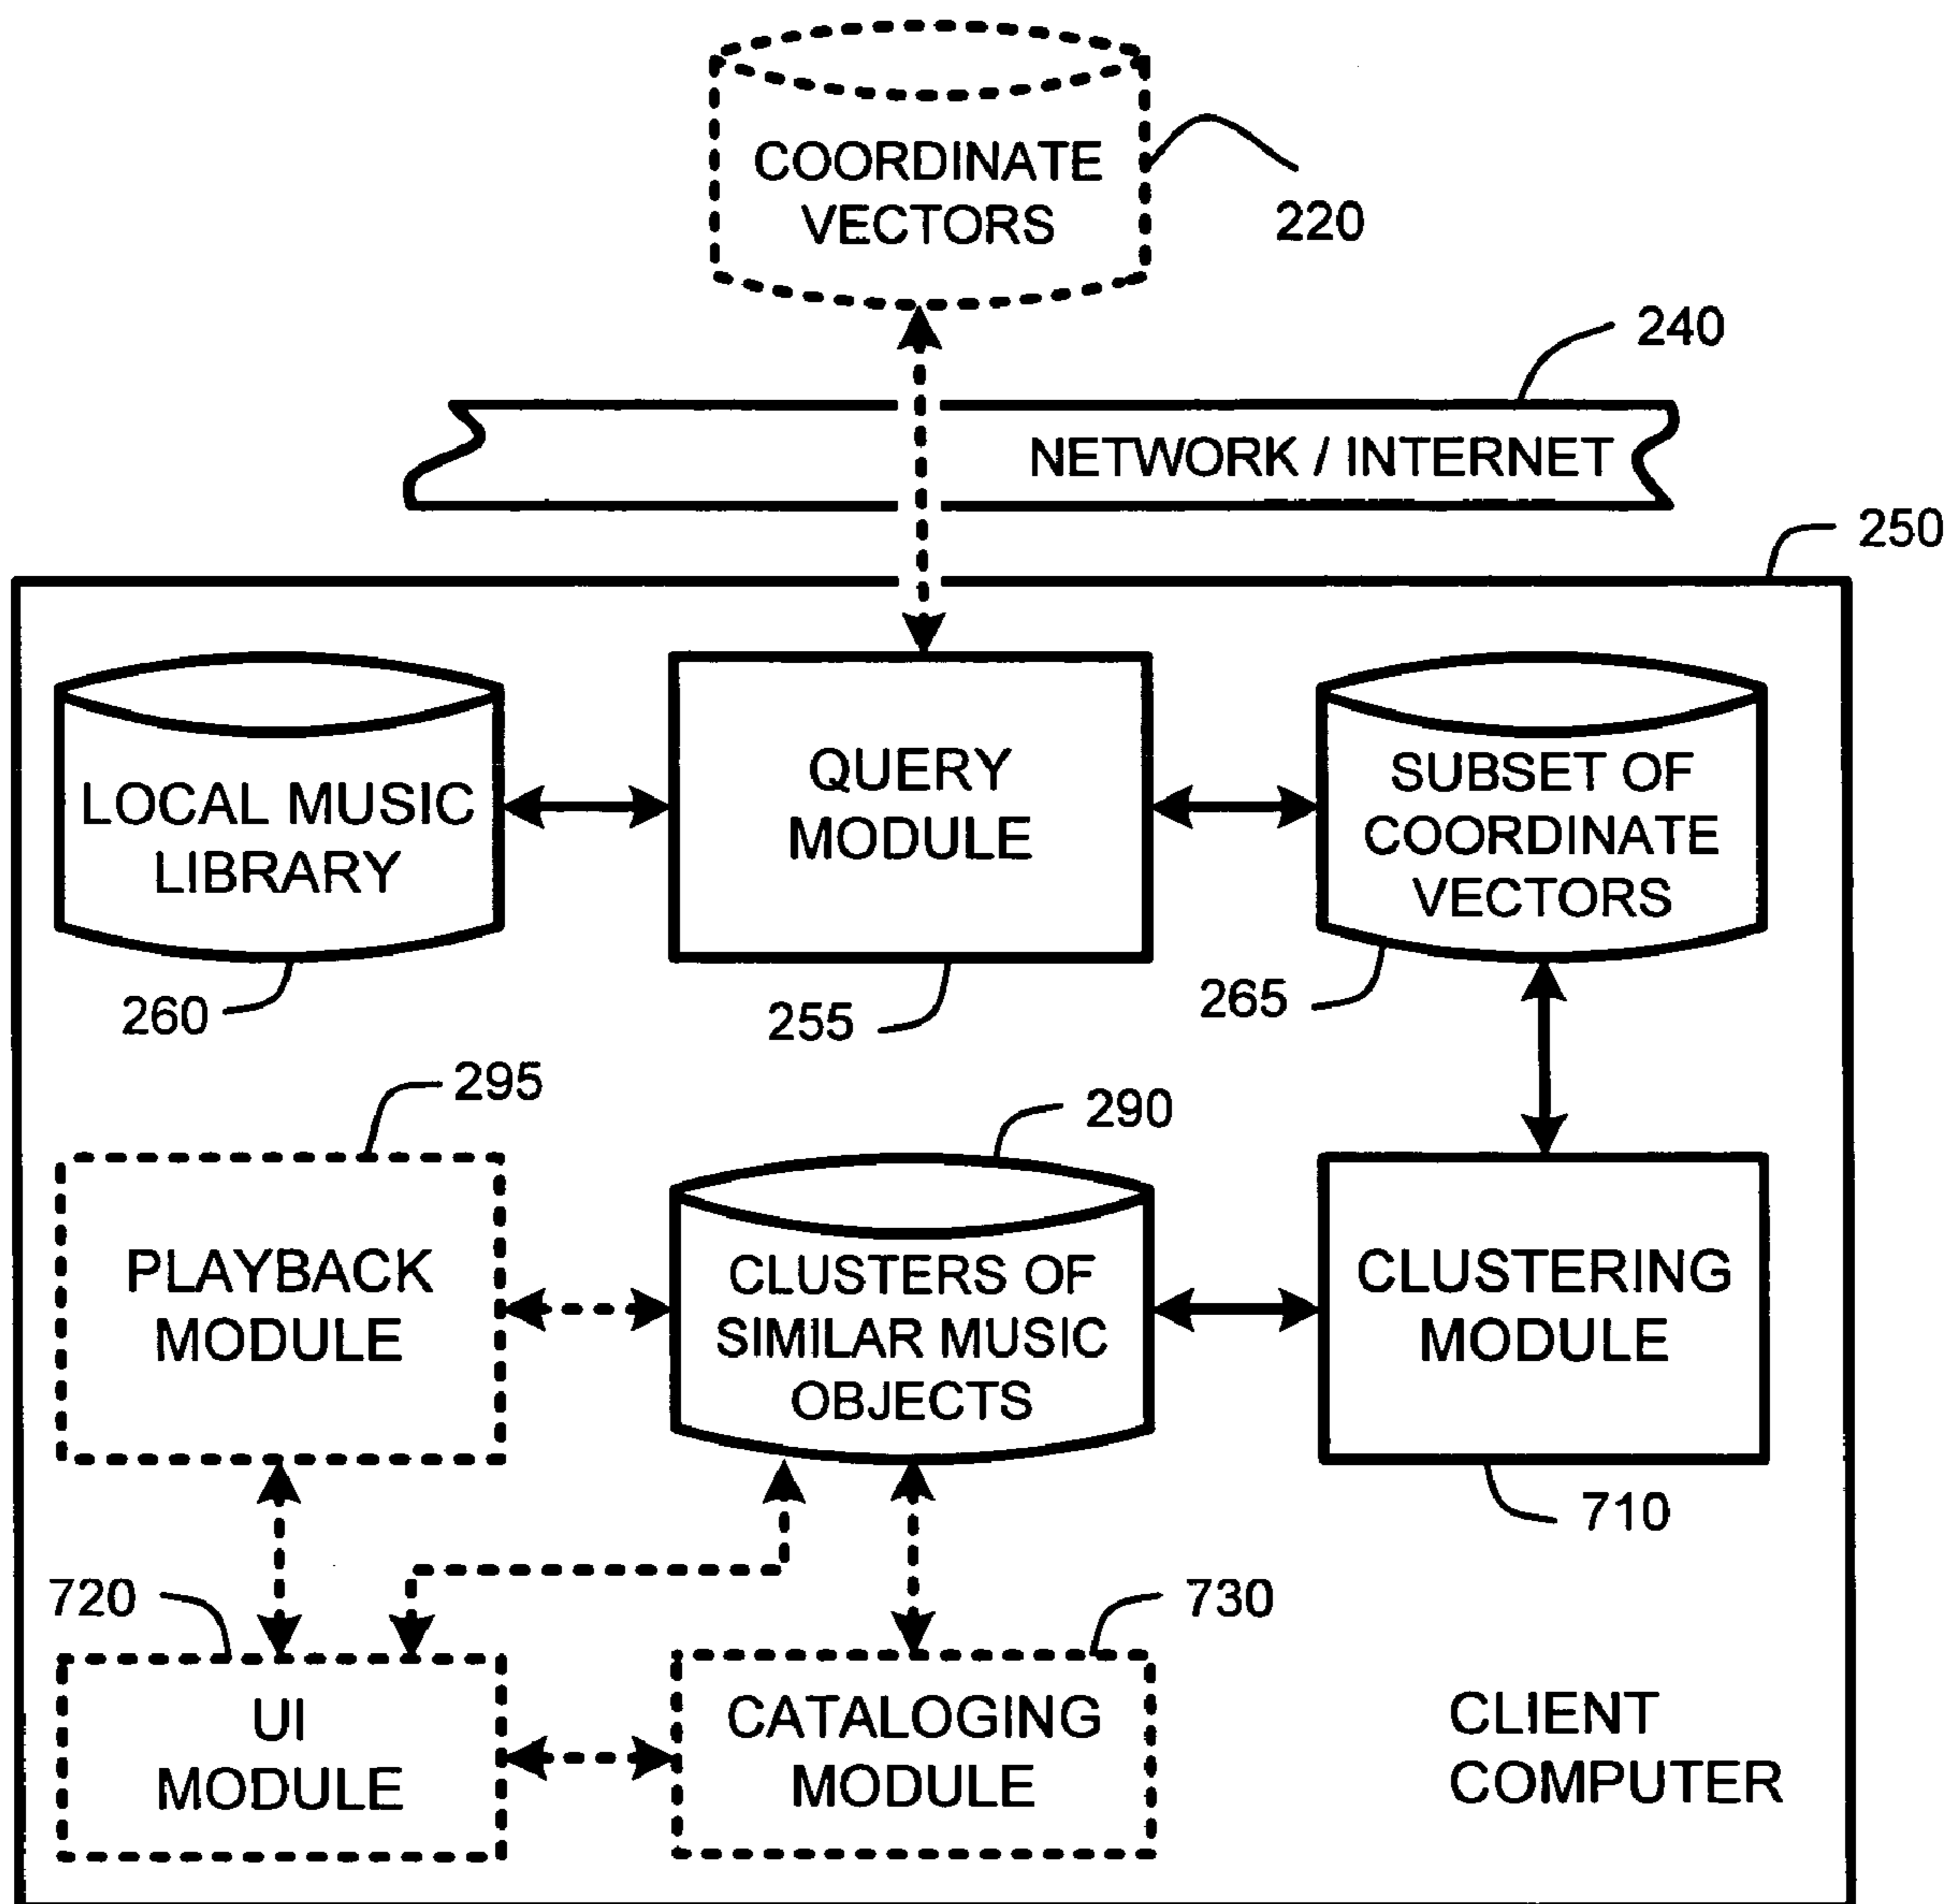 COORDINATE
VECTORS
220
240
NETWORK / INTERNET
250
LOCAL MUSIC
LIBRARY
QUERY
MODULE
SUBSET OF
COORDINATE
VECTORS
260
255
265
295
290
PLAYBACK
MODULE
CLUSTERS OF
SIMILAR MUSIC
OBJECTS
CLUSTERING
MODULE
710
720
730
UI
MODULE
CATALOGING
MODULE
CLIENT
COMPUTER